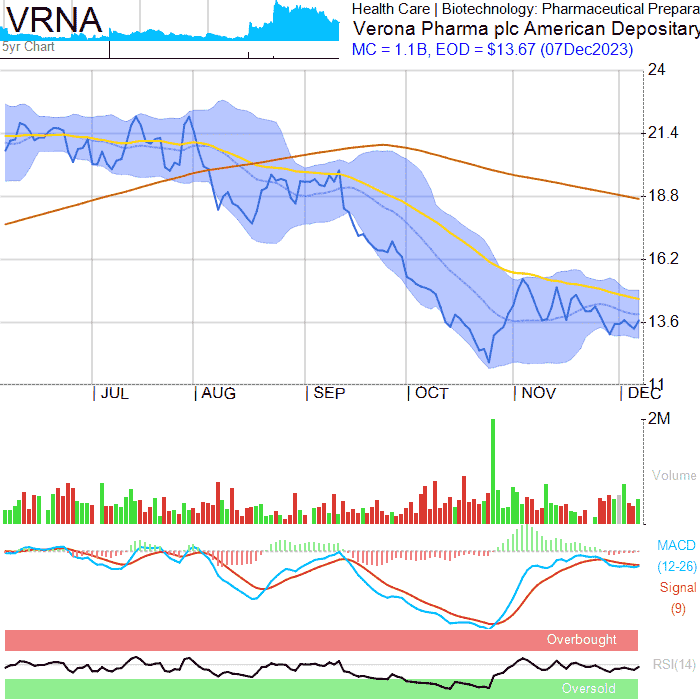 VRNA
5yr Chart
Health Care | Biotechnology: Pharmaceutical Prepara
Verona Pharma plc American Depositary
MC = 1.1B, EOD = $13.67 (07Dec2023)
24
21.4
18.8
16.2
13.6
11
JUL
AUG
SEP
OCT
NOV
DEC
2M
Volume
MACD
(12-26)
Signal
(9)
Overbought
RSI(14)
Oversold